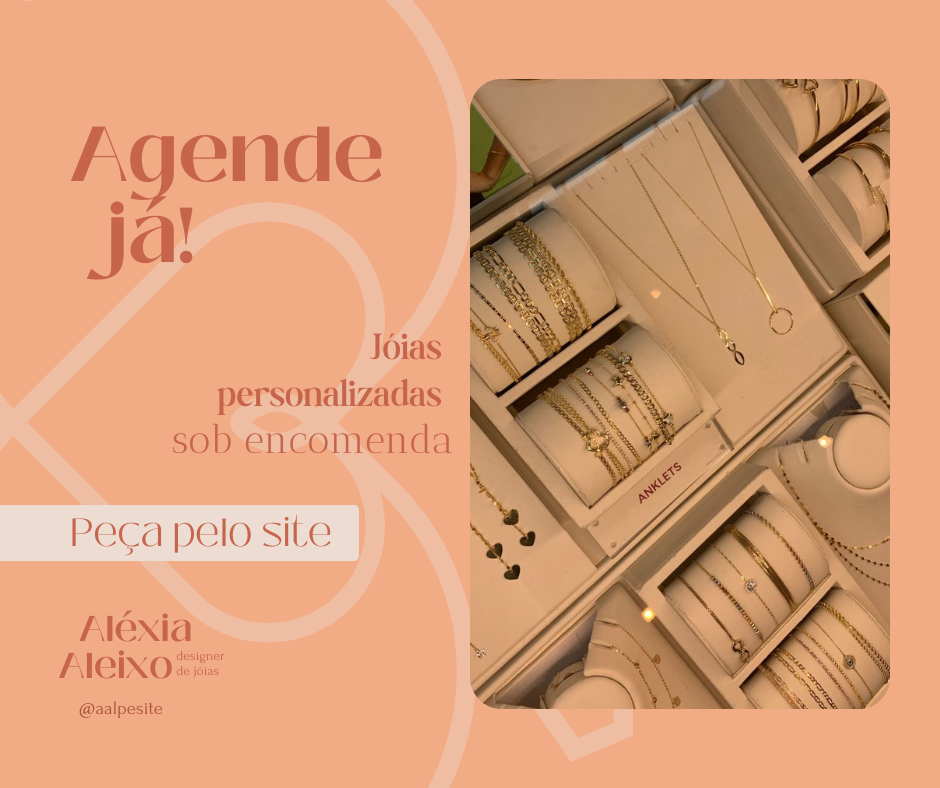 Agende
já!
Jóias
personalizadas
sob encomenda
Peça pelo site
Aléxia
Aleixo designer
de jóias
@aalpesite
ANKLETS